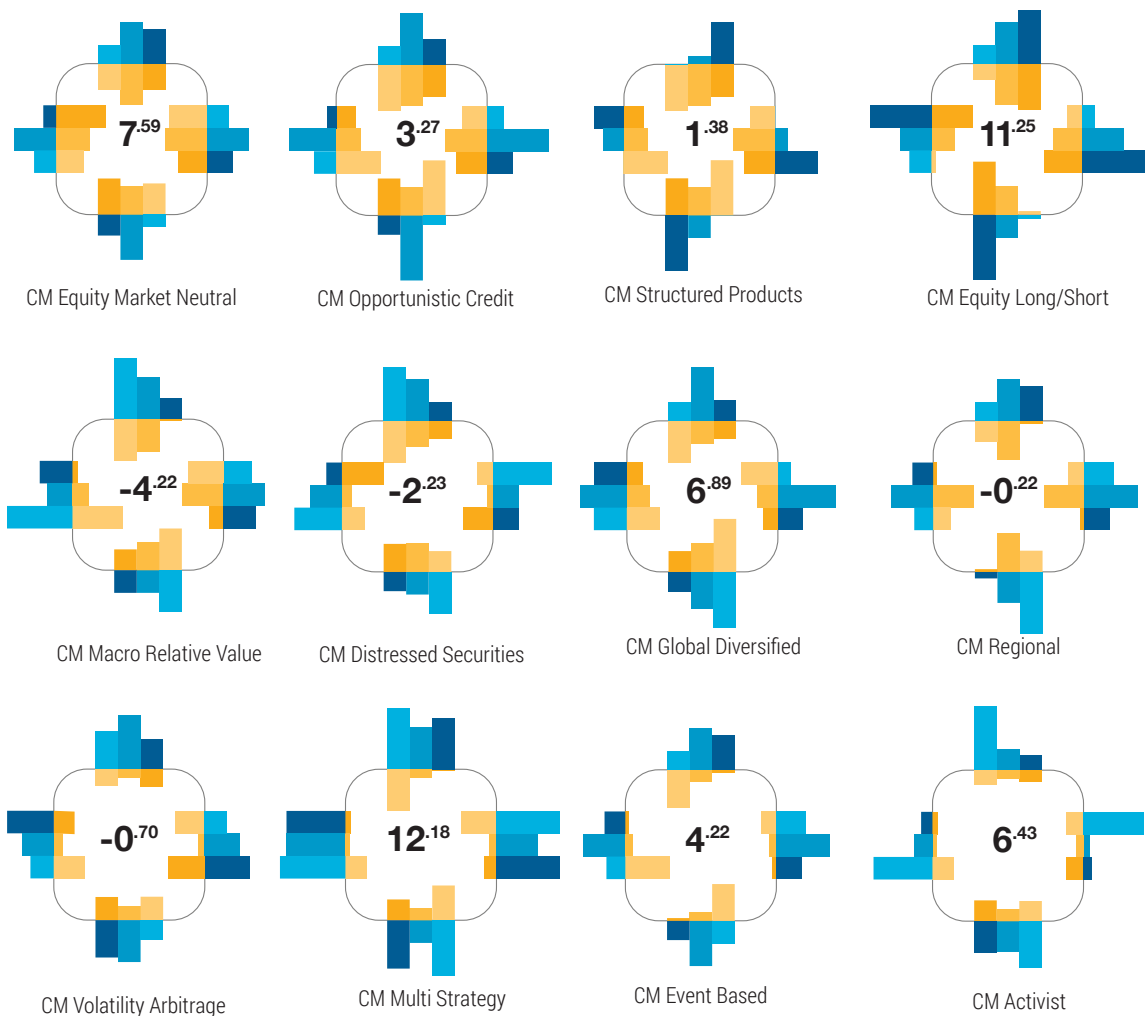 7.59
3.27
1.38
11.25
CM Equity Market Neutral
CM Opportunistic Credit
CM Structured Products
CM Equity Long/Short
-4.22
-2.23
6.89
-0.22
CM Macro Relative Value
CM Distressed Securities
CM Global Diversified
CM Regional
-0.70
12.18
4.22
6.43
CM Volatility Arbitrage
CM Multi Strategy
CM Event Based
CM Activist